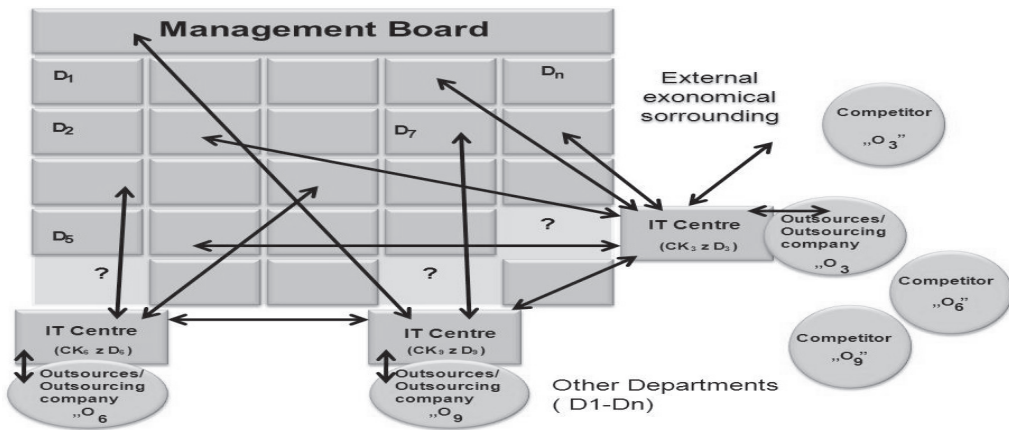 Management Board
D1
Dn
D2
D7
D5
?
?
?
External
exonomical
sorrounding
Competitor
„O3”
IT Centre
(CK3 z D3)
Outsources/
Outsourcing
company
„O3
Competitor
„O6”
Competitor
„O9”
IT Centre
(CK6 z D6)
Outsources/
Outsourcing
company
„O6
IT Centre
(CK9 z D9)
Outsources/
Outsourcing
company
„O9
Other Departments
( D1-Dn)